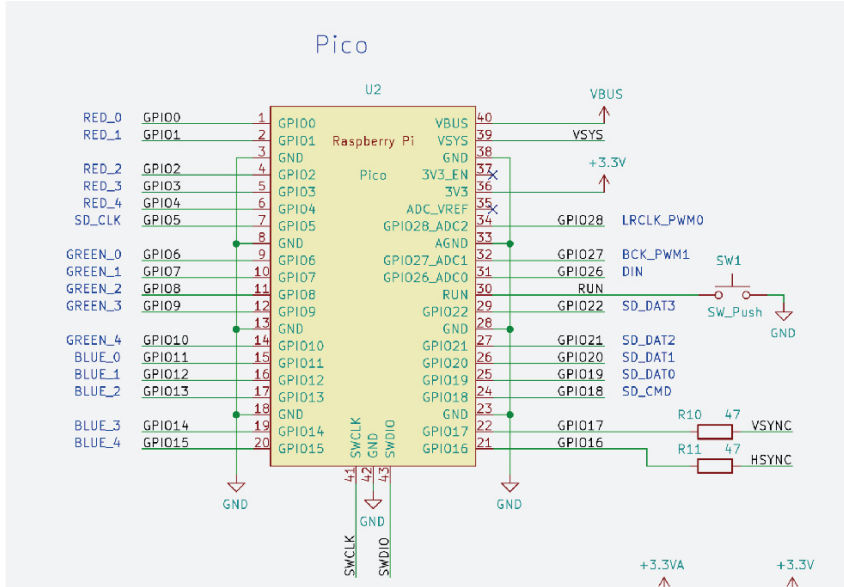 Pico
U2
VBUS
RED_0 GPIO0 1 GPIO0 VBUS 40
RED_1 GPIO1 2 GPIO1 Raspberry Pi VSYS 39 VSYS
3 GND GND 38
RED_2 GPIO2 4 GPIO2 Pico 3V3_EN 37 +3.3V
RED_3 GPIO3 5 GPIO3 3V3 36
RED_4 GPIO4 6 GPIO4 ADC_VREF 35
SD_CLK GPIO5 7 GPIO5 GPIO28_ADC2 34 GPIO28 LRCLK_PWM0
8 GND AGND 33
GREEN_0 GPIO6 9 GPIO6 GPIO27_ADC1 32 GPIO27 BCK_PWM1
GREEN_1 GPIO7 10 GPIO7 GPIO26_ADC0 31 GPIO26 DIN SW1
GREEN_2 GPIO8 11 GPIO8 RUN 30 RUN
GREEN_3 GPIO9 12 GPIO9 GPIO22 29 GPIO22 SD_DAT3 SW_Push
13 GND GND 28 GND
GREEN_4 GPIO10 14 GPIO10 GPIO21 27 GPIO21 SD_DAT2
BLUE_0 GPIO11 15 GPIO11 GPIO20 26 GPIO20 SD_DAT1
BLUE_1 GPIO12 16 GPIO12 GPIO19 25 GPIO19 SD_DAT0
BLUE_2 GPIO13 17 GPIO13 GPIO18 24 GPIO18 SD_CMD
18 GND GND 23
BLUE_3 GPIO14 19 GPIO14 GPIO17 22 GPIO17 R10 47 VSYNC
BLUE_4 GPIO15 20 GPIO15 GPIO16 21 GPIO16 R11 47 HSYNC
SWCLK GND SWDIO
41 42 43
GND GND GND
SWCLK SWDIO
+3.3VA +3.3V